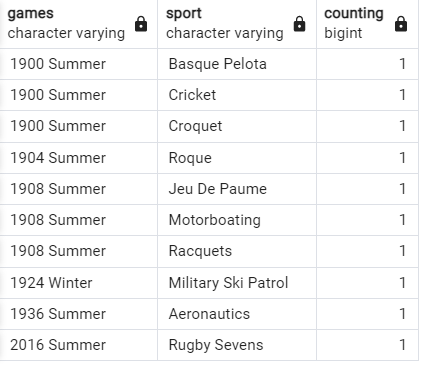 games sport counting
character varying character varying bigint
1900 Summer Basque Pelota 1
1900 Summer Cricket 1
1900 Summer Croquet 1
1904 Summer Roque 1
1908 Summer Jeu De Paume 1
1908 Summer Motorboating 1
1908 Summer Racquets 1
1924 Winter Military Ski Patrol 1
1936 Summer Aeronautics 1
2016 Summer Rugby Sevens 1